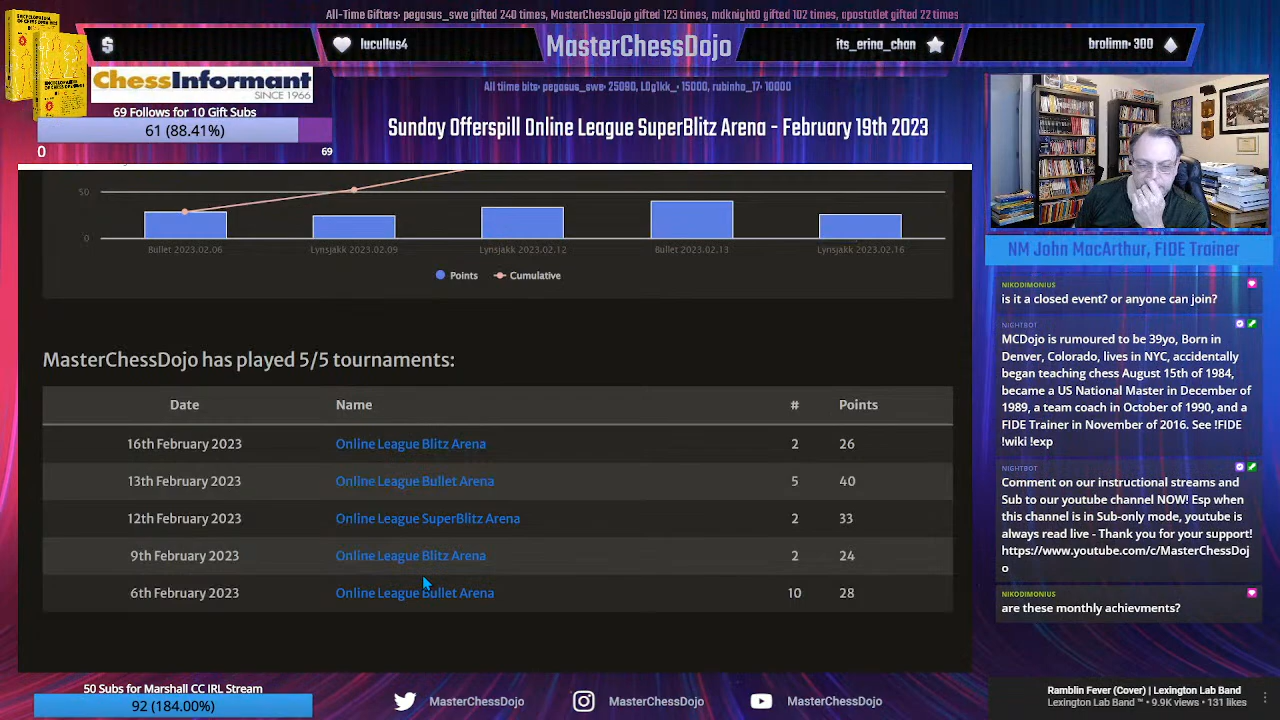 All-Time Gifters• pegasus_swe gifted 240 times, MasterChessDojo gifted 123 times, mdknight0 gifted 102 times, apostatlet gifted 22 times
$
lucullus4
MasterChessDojo
its_erina_chan
brolimn• 300
ChessInformant
SINCE 1966
All tiime bits• pegasus_swe• 25090, L0g1kk_• 15000, rubinho_17• 10000
69 Follows for 10 Gift Subs
61 (88.41%)
0
69
Sunday Offerspill Online League SuperBlitz Arena - February 19th 2023
50
0
Bullet 2023.02.06
Lynsjakk 2023.02.09
Lynsjakk 2023.02.12
Bullet 2023.02.13
Lynsjakk 2023.02.16
Points
Cumulative
MasterChessDojo has played 5/5 tournaments:
Date Name # Points
16th February 2023 Online League Blitz Arena 2 26
13th February 2023 Online League Bullet Arena 5 40
12th February 2023 Online League SuperBlitz Arena 2 33
9th February 2023 Online League Blitz Arena 2 24
6th February 2023 Online League Bullet Arena 10 28
NM John MacArthur, FIDE Trainer
NIKODIMONIUS
is it a closed event? or anyone can join?
NIGHTBOT
MCDojo is rumoured to be 39yo, Born in
Denver, Colorado, lives in NYC, accidentally
began teaching chess August 15th of 1984,
became a US National Master in December of
1989, a team coach in October of 1990, and a
FIDE Trainer in November of 2016. See !FIDE
!wiki !exp
NIGHTBOT
Comment on our instructional streams and
Sub to our youtube channel NOW! Esp when
this channel is in Sub-only mode, youtube is
always read live - Thank you for your support!
https://www.youtube.com/c/MasterChessDoj
o
NIKODIMONIUS
are these monthly achievments?
50 Subs for Marshall CC IRL Stream
92 (184.00%)
MasterChessDojo
MasterChessDojo
MasterChessDojo
Ramblin Fever (Cover) | Lexington Lab Band
Lexington Lab Band ™ • 9.9K views • 131 likes